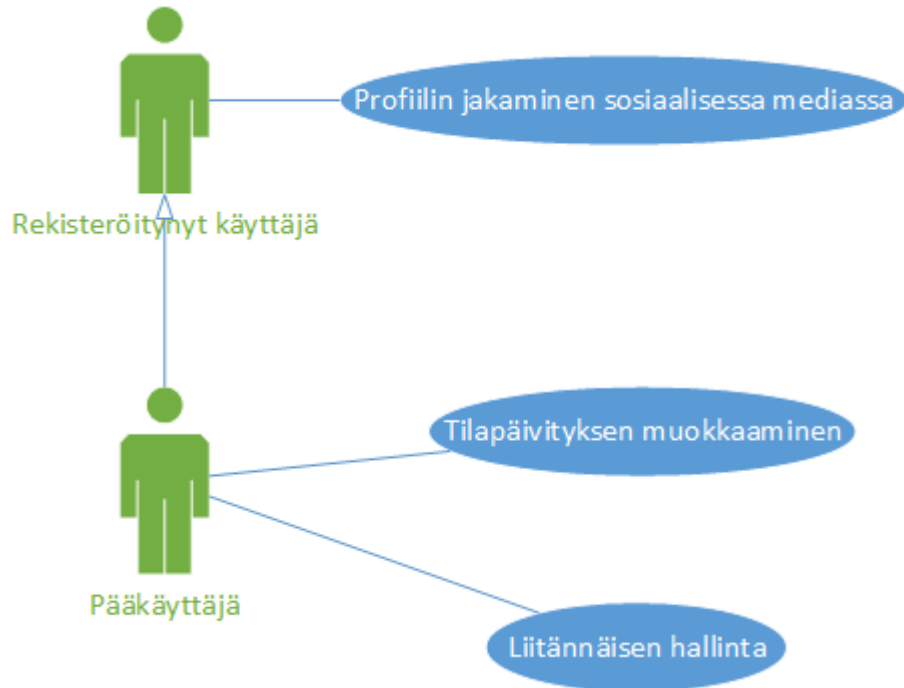 Profiilin jakaminen sosiaalisessa mediassa
Rekisteröitynyt käyttäjä
Tilapäivityksen muokkaaminen
Pääkäyttäjä
Liitännäisen hallinta